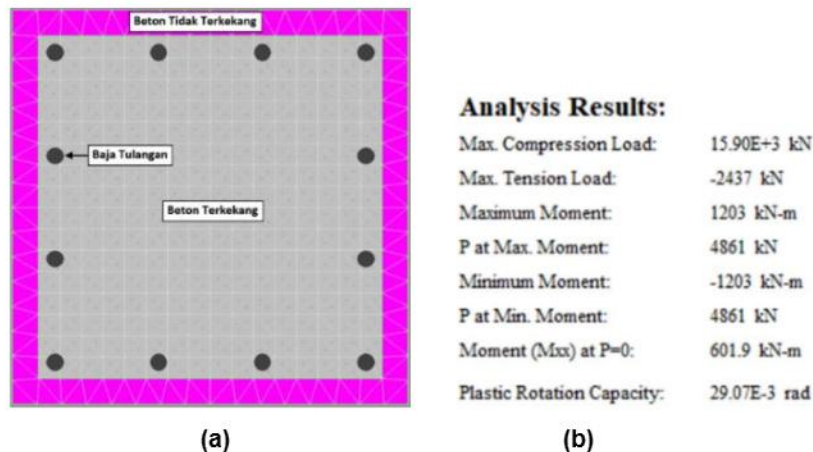 Beton Tidak Terkekang
Baja Tulangan
Beton Terkekang
(a)
Analysis Results:
Max. Compression Load: 15.90E+3 kN
Max. Tension Load: -2437 kN
Maximum Moment: 1203 kN-m
P at Max. Moment: 4861 kN
Minimum Moment: -1203 kN-m
P at Min. Moment: 4861 kN
Moment (Mxx) at P=0: 601.9 kN-m
Plastic Rotation Capacity: 29.07E-3 rad
(b)